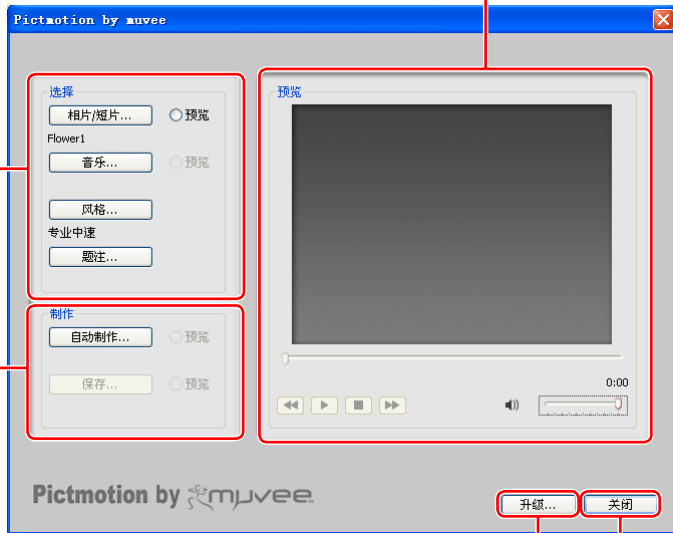 Pictmotion by muvee
选择
相片/短片... 预览
Flower1
音乐... 预览
风格...
专业中速
题注...
制作
自动制作... 预览
保存... 预览
预览
0:00
Pictmotion by muvee
升级... 关闭